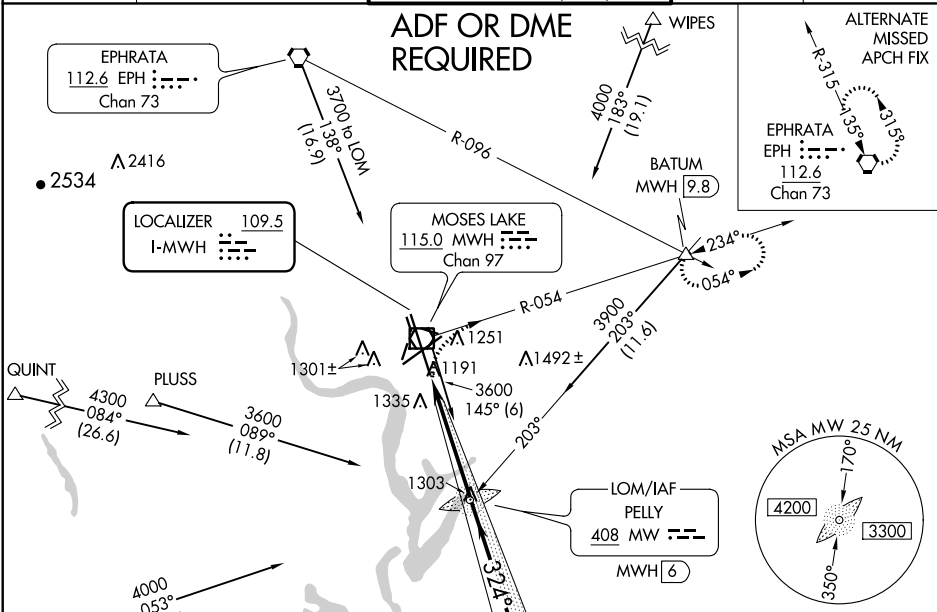 ADF OR DME
REQUIRED
WIPES
ALTERNATE
MISSED
APCH FIX
EPHRATA
112.6 EPH
Chan 73
3700 to LOM
138°
(16.9)
4000
183°
(19.1)
R-096
R-315
135°
315°
EPHRATA
EPH
112.6
Chan 73
2416
2534
BATUM
MWH 9.8
LOCALIZER 109.5
I-MWH
MOSES LAKE
115.0 MWH
Chan 97
234°
054°
R-054
3900
203°
(11.6)
1251
1301±
1492±
1191
3600
145° (6)
1335
QUINT
4300
084°
(26.6)
PLUSS
3600
089°
(11.8)
203°
1303
LOM/IAF
PELLY
408 MW
MWH 6
MSA MW 25 NM
170°
4200
3300
350°
324°
4000
053°